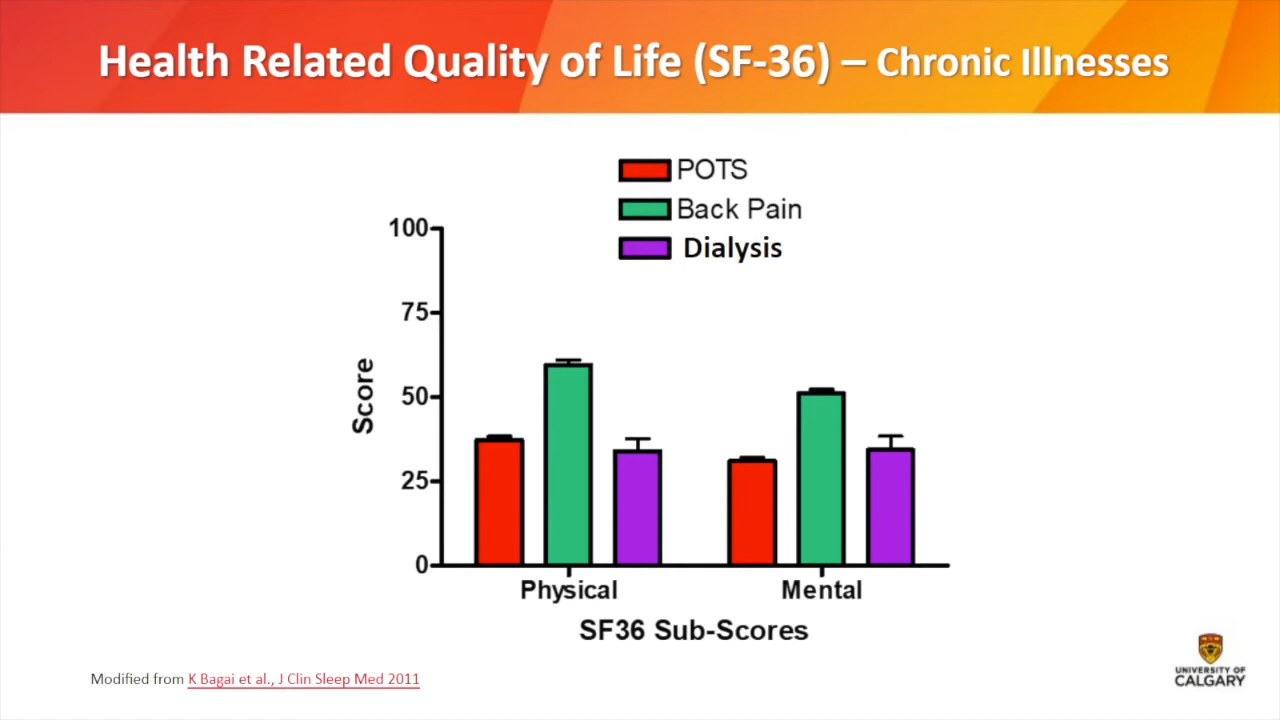 Health Related Quality of Life (SF-36) – Chronic Illnesses
POTS
Back Pain
Dialysis
100
75
50
25
0
Score
Physical
Mental
SF36 Sub-Scores
Modified from K Bagai et al., J Clin Sleep Med 2011
UNIVERSITY OF
CALGARY